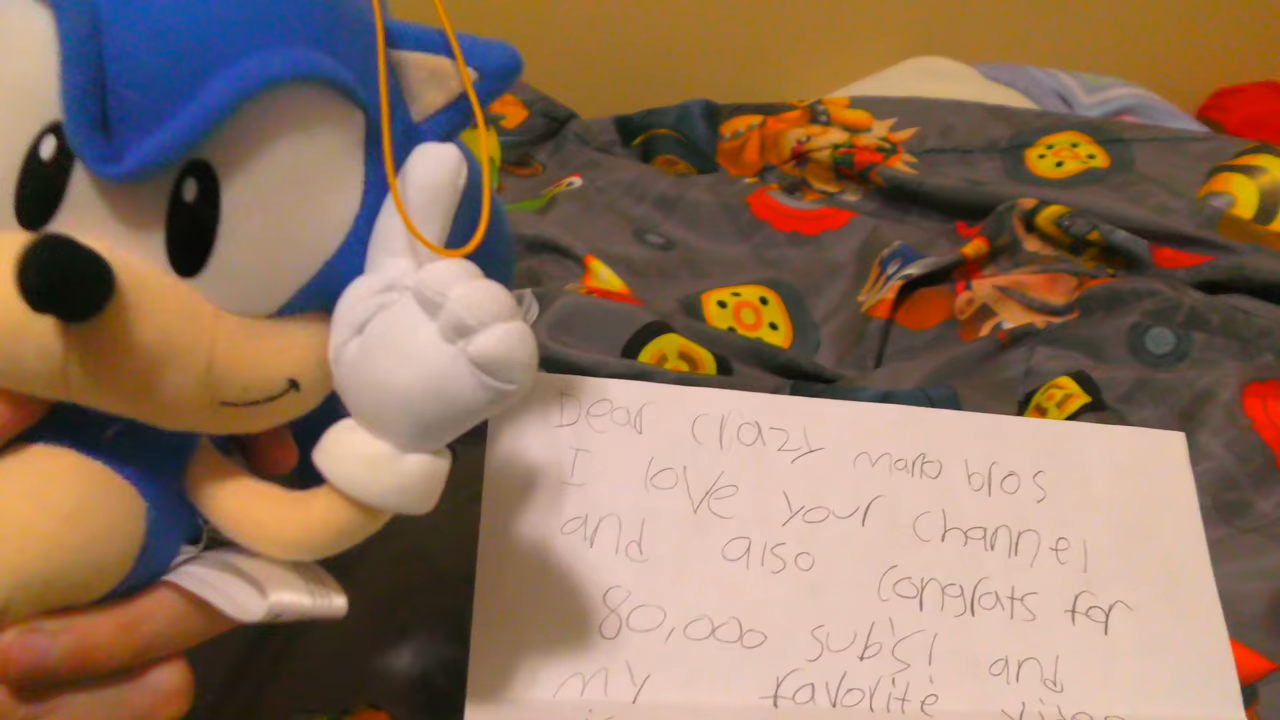 Dear Crazy Mario bros
I love your channel
and also congrats for
80,000 sub's! and
My favorite